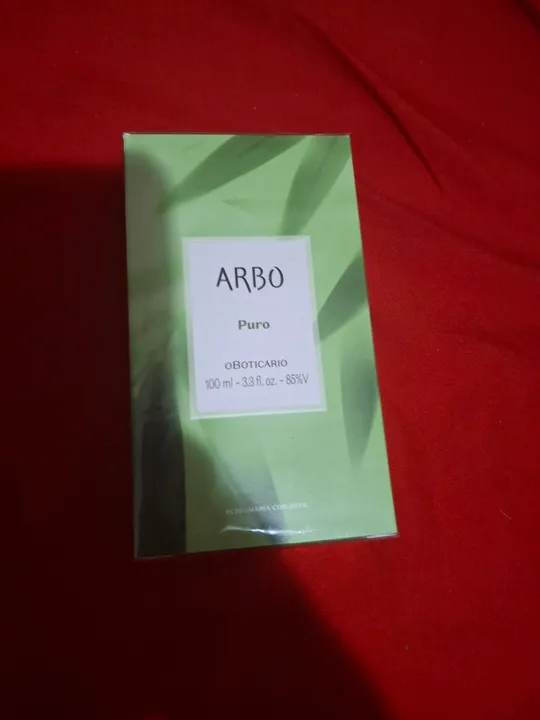 ARBO
Puro
oBOTICARIO
100 ml - 3.3 fl. oz. - 85%V